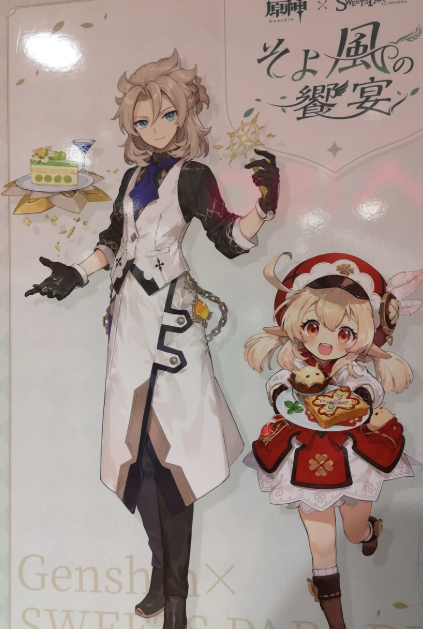 原神 × SWEETS PARADISE
Genshin
そよ風の
饗宴
Genshin×
SWEETS PARADISE